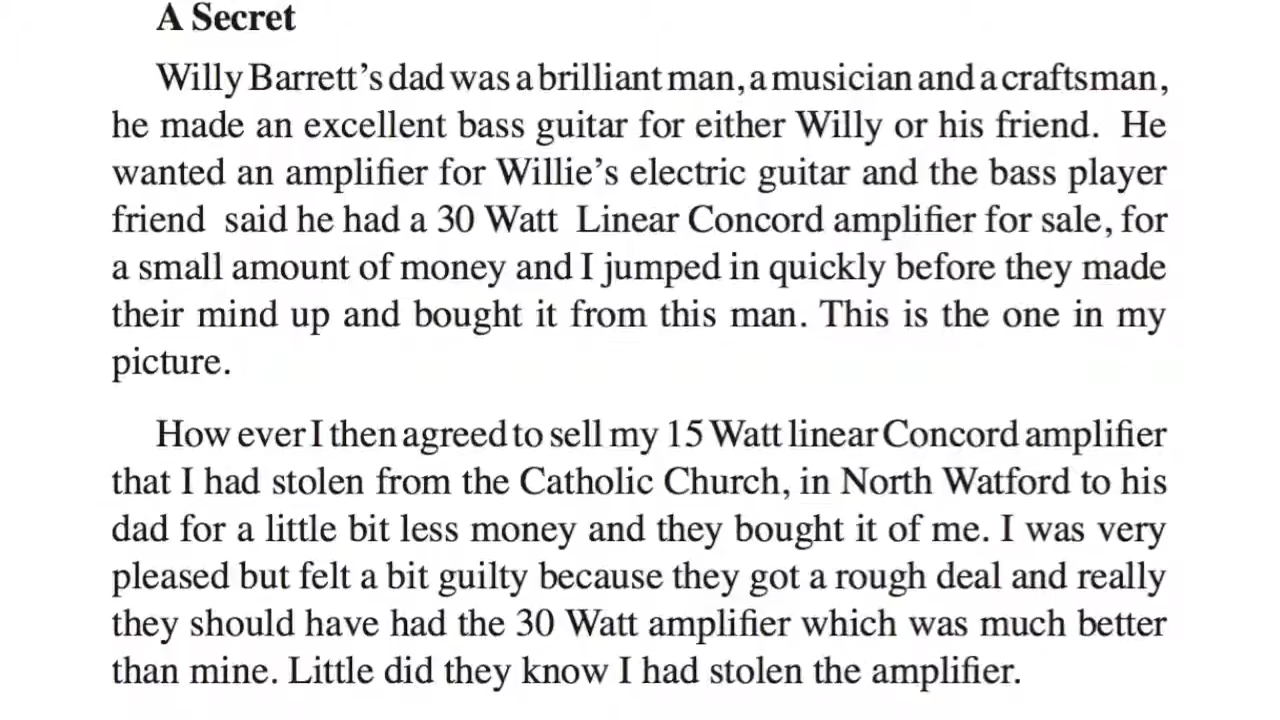 A Secret
Willy Barrett’s dad was a brilliant man, a musician and a craftsman,
he made an excellent bass guitar for either Willy or his friend.  He
wanted an amplifier for Willie’s electric guitar and the bass player
friend  said he had a 30 Watt  Linear Concord amplifier for sale, for
a small amount of money and I jumped in quickly before they made
their mind up and bought it from this man. This is the one in my
picture.
How ever I then agreed to sell my 15 Watt linear Concord amplifier
that I had stolen from the Catholic Church, in North Watford to his
dad for a little bit less money and they bought it of me. I was very
pleased but felt a bit guilty because they got a rough deal and really
they should have had the 30 Watt amplifier which was much better
than mine. Little did they know I had stolen the amplifier.